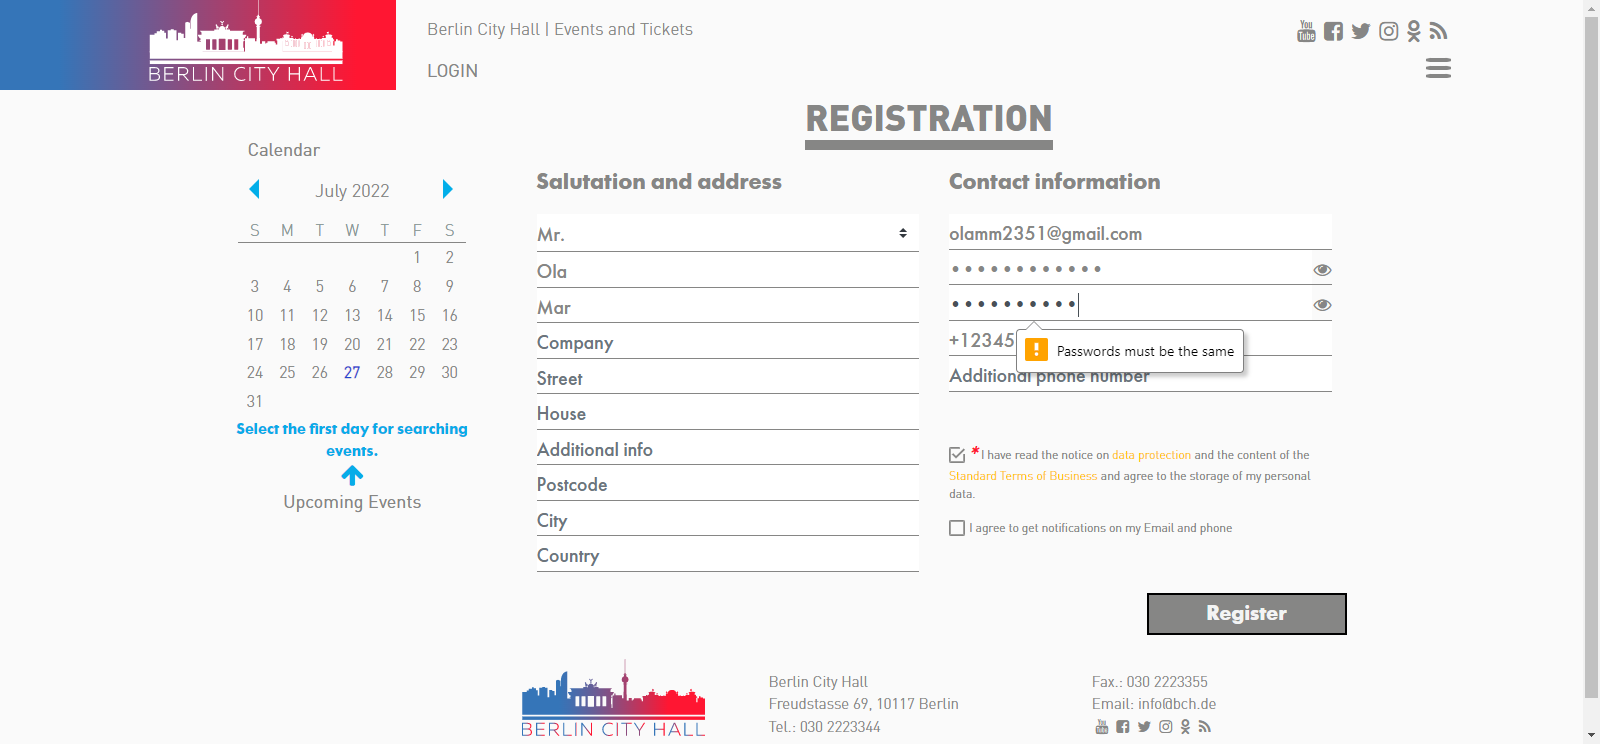 BERLIN CITY HALL
Berlin City Hall | Events and Tickets
LOGIN
You
Tube
REGISTRATION
Calendar
July 2022
S M T W T F S
1 2
3 4 5 6 7 8 9
10 11 12 13 14 15 16
17 18 19 20 21 22 23
24 25 26 27 28 29 30
31
Select the first day for searching
events.
Upcoming Events
Salutation and address
Mr.
Ola
Mar
Company
Street
House
Additional info
Postcode
City
Country
Contact information
olamm2351@gmail.com
••••••••••••
••••••••••
+12345
Passwords must be the same
Additional phone number
* I have read the notice on data protection and the content of the
Standard Terms of Business and agree to the storage of my personal
data.
I agree to get notifications on my Email and phone
Register
BERLIN CITY HALL
Berlin City Hall
Freudstasse 69, 10117 Berlin
Tel.: 030 2223344
Fax.: 030 2223355
Email: info@bch.de
You
Tube